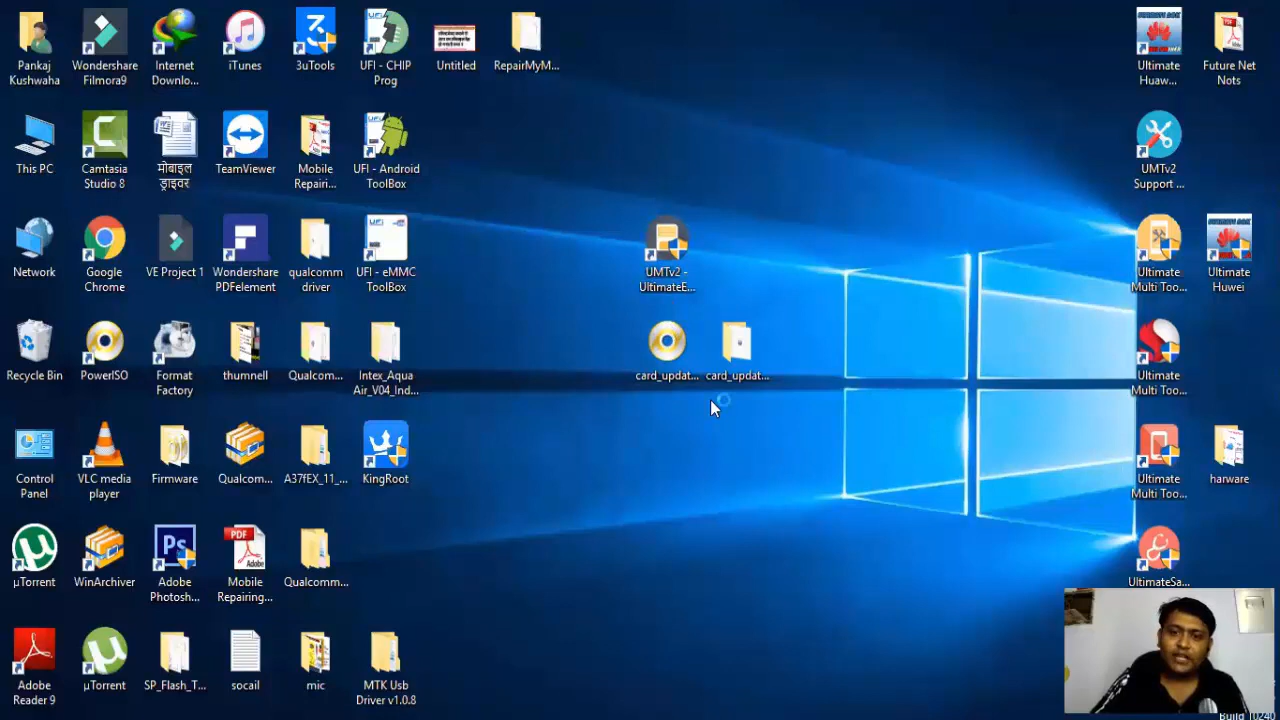 Pankaj
Kushwaha
Wondershare
Filmora9
Internet
Downlo...
iTunes
3uTools
UFI - CHIP
Prog
Untitled
RepairMyM...
Ultimate
Huaw...
Future Net
Nots
This PC
Camtasia
Studio 8
मोबाइल
ड्राइवर
TeamViewer
Mobile
Repairi...
UFI - Android
ToolBox
UMTv2
Support ...
Network
Google
Chrome
VE Project 1
Wondershare
PDFelement
qualcomm
driver
UFI - eMMC
ToolBox
UMTv2 -
UltimateE...
Ultimate
Multi Too...
Ultimate
Huwei
Recycle Bin
PowerISO
Format
Factory
thumnell
Qualcom...
Intex_Aqua
Air_V04_Ind...
card_updat...
card_updat...
Ultimate
Multi Too...
Control
Panel
VLC media
player
Firmware
Qualcom...
A37fEX_11_...
KingRoot
Ultimate
Multi Too...
harware
µTorrent
WinArchiver
Adobe
Photosh...
Mobile
Repairing...
Qualcomm...
UltimateSa...
Adobe
Reader 9
µTorrent
SP_Flash_T...
socail
mic
MTK Usb
Driver v1.0.8
Build 10240